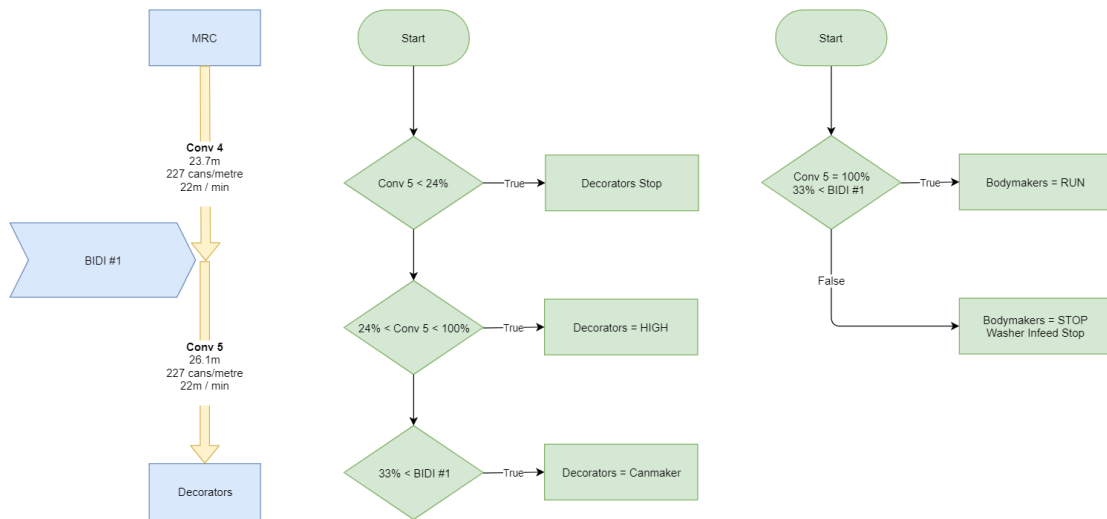 MRC
Conv 4
23.7m
227 cans/metre
22m / min
BIDI #1
Conv 5
26.1m
227 cans/metre
22m / min
Decorators
Start
Conv 5 < 24%
True
Decorators Stop
24% < Conv 5 < 100%
True
Decorators = HIGH
33% < BIDI #1
True
Decorators = Canmaker
Start
Conv 5 = 100%
33% < BIDI #1
True
Bodymakers = RUN
False
Bodymakers = STOP
Washer Infeed Stop